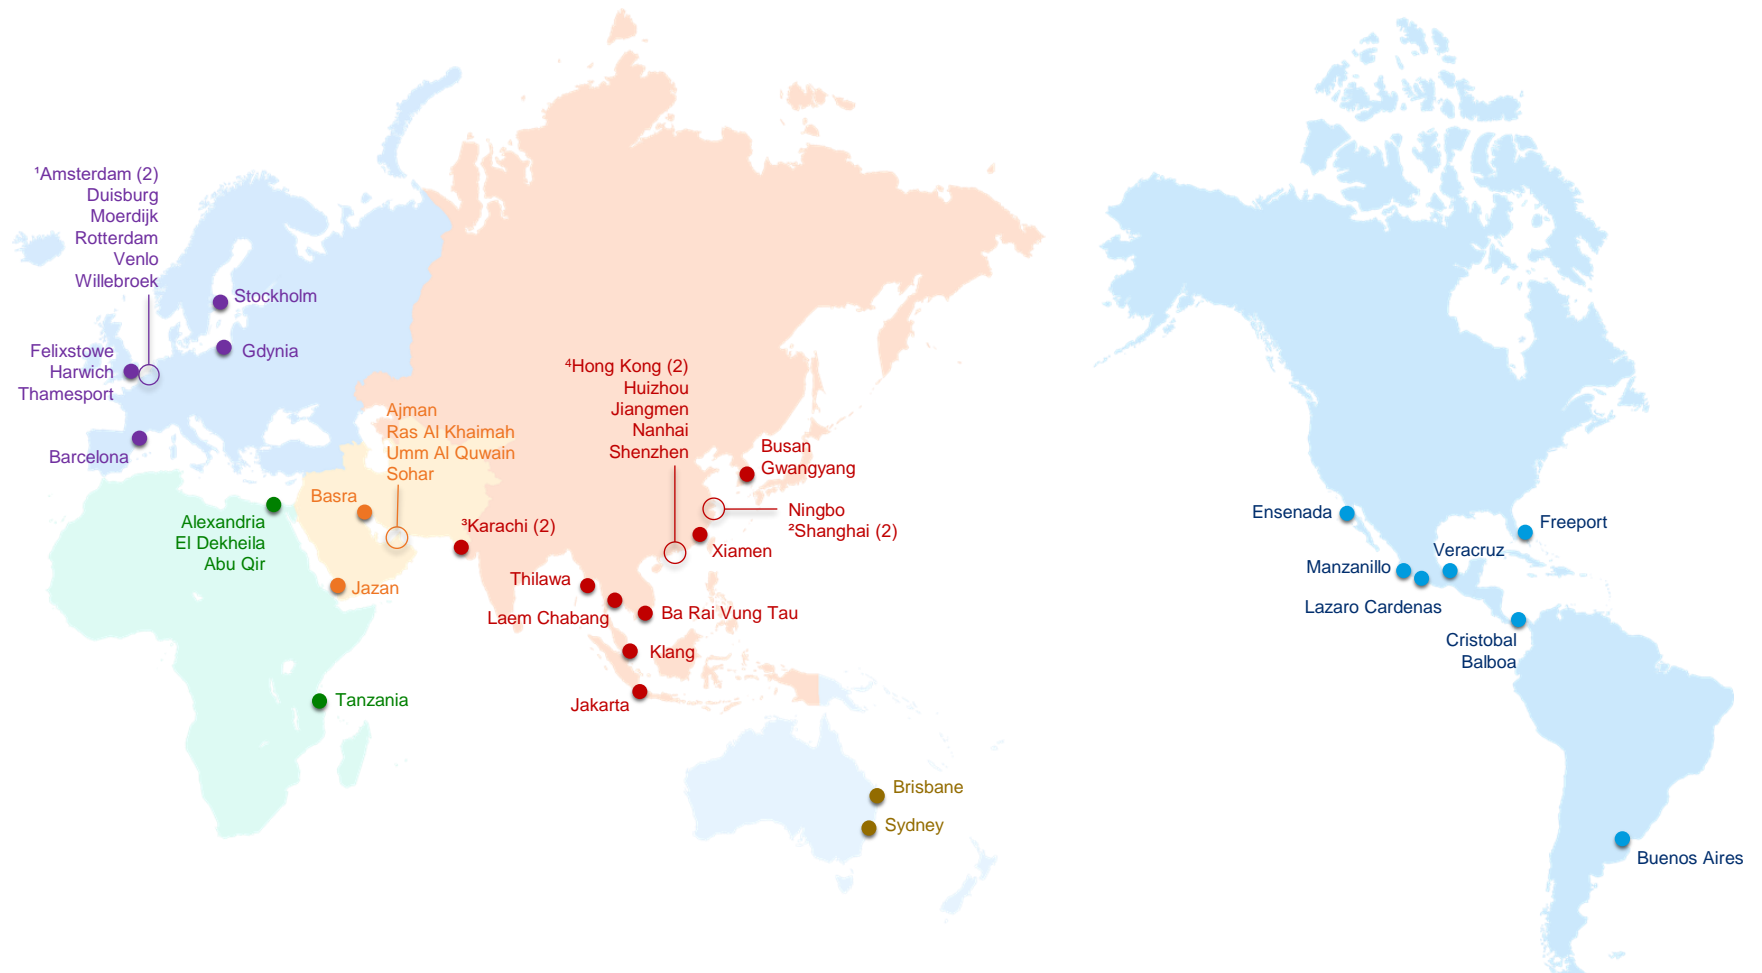 ¹Amsterdam (2)
Duisburg
Moerdijk
Rotterdam
Venlo
Willebroek
Stockholm
Gdynia
Felixstowe
Harwich
Thamesport
Barcelona
Ajman
Ras Al Khaimah
Umm Al Quwain
Sohar
Basra
Jazan
Alexandria
El Dekheila
Abu Qir
Tanzania
⁴Hong Kong (2)
Huizhou
Jiangmen
Nanhai
Shenzhen
Busan
Gwangyang
Ningbo
²Shanghai (2)
Xiamen
³Karachi (2)
Thilawa
Laem Chabang
Ba Rai Vung Tau
Klang
Jakarta
Brisbane
Sydney
Ensenada
Freeport
Veracruz
Manzanillo
Lazaro Cardenas
Cristobal
Balboa
Buenos Aires